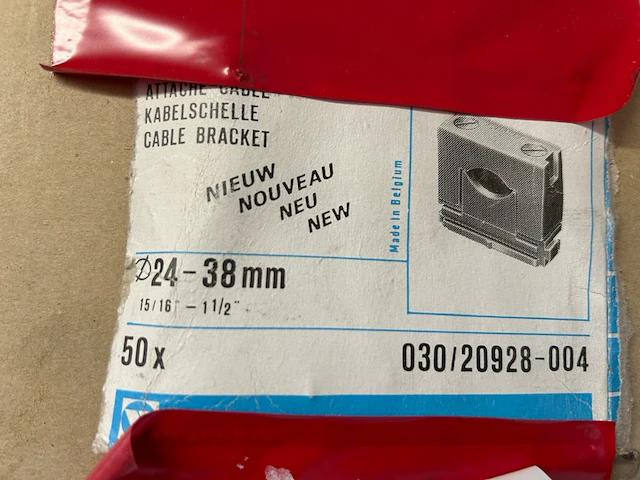 ATTACHE CABLE
KABELSCHELLE
CABLE BRACKET
NIEUW
NOUVEAU
NEU
NEW
Made in Belgium
Ø24-38mm
15/16" - 1 1/2"
50x
030/20928-004